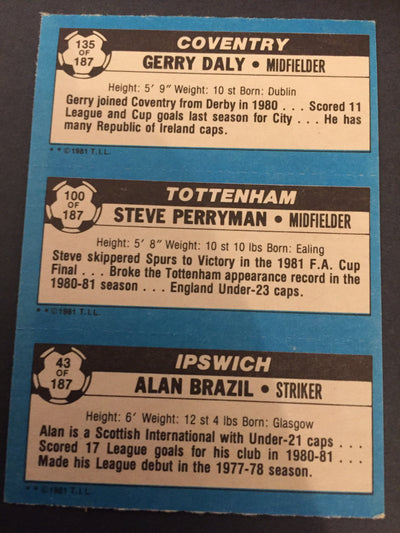 135
OF
187
COVENTRY
GERRY DALY • MIDFIELDER
Height: 5' 9" Weight: 10 st Born: Dublin
Gerry joined Coventry from Derby in 1980 . . . Scored 11
League and Cup goals last season for City . . . He has
many Republic of Ireland caps.
* * © 1981 T.I.L.
100
OF
187
TOTTENHAM
STEVE PERRYMAN • MIDFIELDER
Height: 5' 8" Weight: 10 st 10 lbs Born: Ealing
Steve skippered Spurs to Victory in the 1981 F.A. Cup
Final . . . Broke the Tottenham appearance record in the
1980-81 season . . . England Under-23 caps.
* * © 1981 T.I.L.
43
OF
187
IPSWICH
ALAN BRAZIL • STRIKER
Height: 6' Weight: 12 st 4 lbs Born: Glasgow
Alan is a Scottish International with Under-21 caps . . .
Scored 17 League goals for his club in 1980-81 . . .
Made his League debut in the 1977-78 season.
* * © 1981 T.I.L.